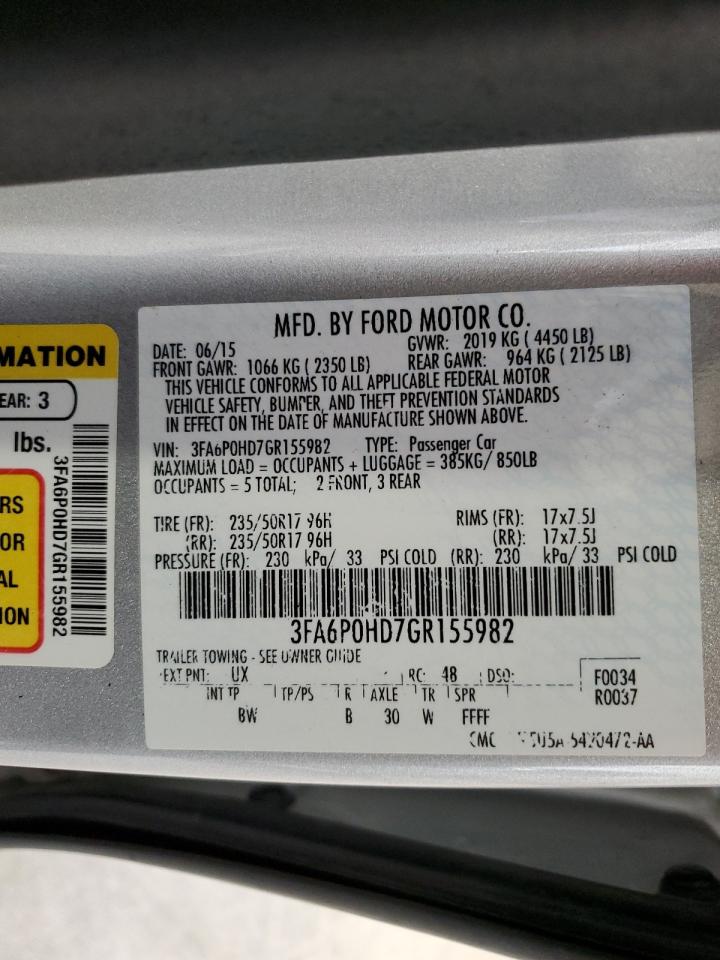 MATION
EAR: 3
lbs.
3FA6P0HD7GR155982
RS
OR
AL
ION
MFD. BY FORD MOTOR CO.
DATE: 06/15 GVWR: 2019 KG ( 4450 LB)
FRONT GAWR: 1066 KG ( 2350 LB) REAR GAWR: 964 KG ( 2125 LB)
THIS VEHICLE CONFORMS TO ALL APPLICABLE FEDERAL MOTOR
VEHICLE SAFETY, BUMPER, AND THEFT PREVENTION STANDARDS
IN EFFECT ON THE DATE OF MANUFACTURE SHOWN ABOVE.
VIN: 3FA6P0HD7GR155982 TYPE: Passenger Car
MAXIMUM LOAD = OCCUPANTS + LUGGAGE = 385KG/ 850LB
OCCUPANTS = 5 TOTAL; 2 FRONT, 3 REAR
TIRE (FR): 235/50R17 96H RIMS (FR): 17x7.5J
(RR): 235/50R17 96H (RR): 17x7.5J
PRESSURE (FR): 230 kPa/ 33 PSI COLD (RR): 230 kPa/ 33 PSI COLD
3FA6P0HD7GR155982
TRAILER TOWING - SEE OWNER GUIDE
EXT PNT: UX RC: 48 DSO: F0034
INT TP TP/PS R AXLE TR SPR R0037
BW B 30 W FFFF